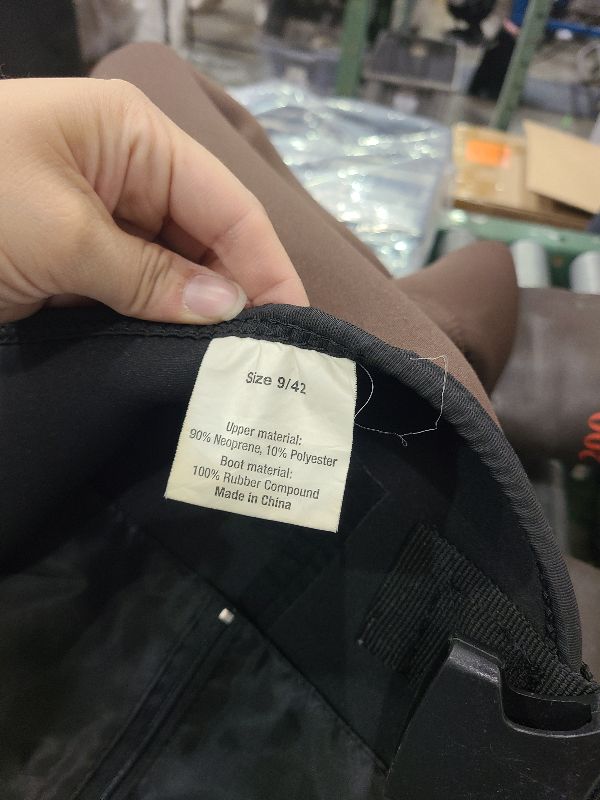 Size 9/42
Upper material:
90% Neoprene, 10% Polyester
Boot material:
100% Rubber Compound
Made in China